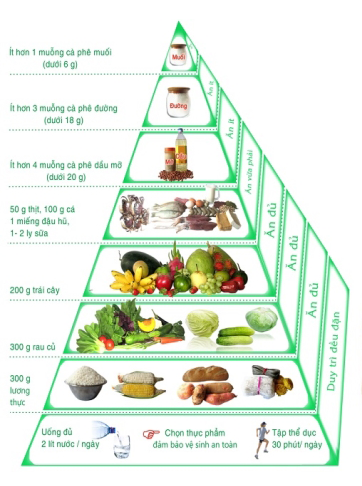 Ít hơn 1 muỗng cà phê muối
(dưới 6 g)
Muối
Ít hơn 3 muỗng cà phê đường
(dưới 18 g)
Đường
Ăn ít
Ít hơn 4 muỗng cà phê dầu mỡ
(dưới 20 g)
Ăn vừa phải
50 g thịt, 100 g cá
1 miếng đậu hủ,
1- 2 ly sữa
Ăn đủ
200 g trái cây
Ăn đủ
300 g rau củ
Ăn đủ
300 g
lương
thực
Duy trì đều đặn
Uống đủ
2 lít nước / ngày
Chọn thực phẩm
đảm bảo vệ sinh an toàn
Tập thể dục
30 phút/ ngày